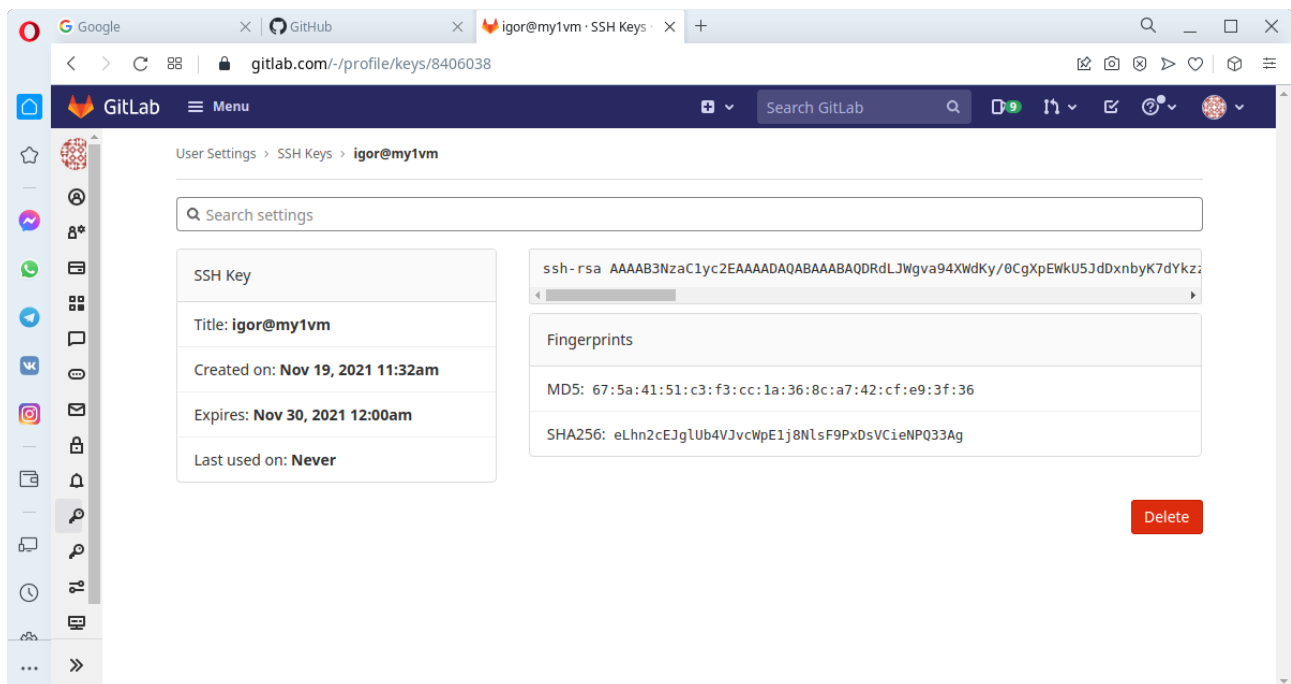 Google
GitHub
igor@my1vm · SSH Keys ·
gitlab.com/-/profile/keys/8406038
GitLab
Menu
Search GitLab
9
User Settings > SSH Keys > igor@my1vm
Search settings
SSH Key
Title: igor@my1vm
Created on: Nov 19, 2021 11:32am
Expires: Nov 30, 2021 12:00am
Last used on: Never
ssh-rsa AAAAB3NzaC1yc2EAAAADAQABAAABAQDRdLJWgva94XWdKy/0CgXpEWkU5JdDxnbyK7dYkzz
Fingerprints
MD5: 67:5a:41:51:c3:f3:cc:1a:36:8c:a7:42:cf:e9:3f:36
SHA256: eLhn2cEJglUb4VJvcWpE1j8NlsF9PxDsVCieNPQ33Ag
Delete